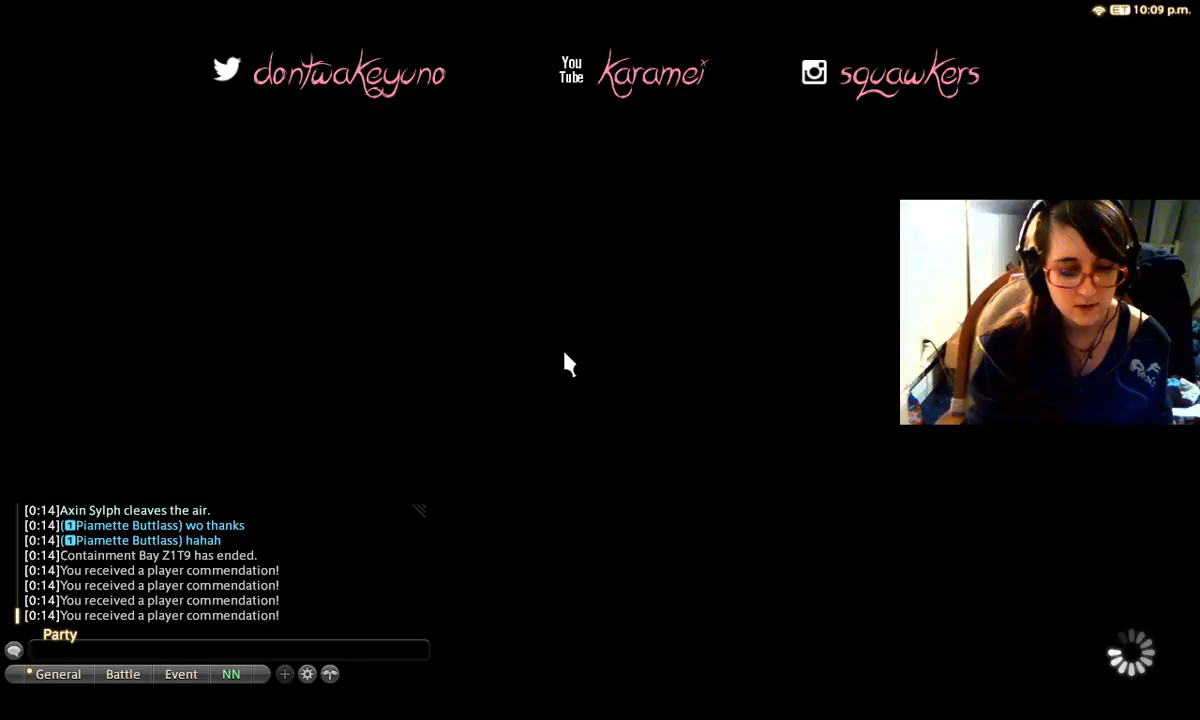 ET 10:09 p.m.
dontwakeyuno
You Tube
karamei
squawkers
[0:14]Axin Sylph cleaves the air.
[0:14](1Piamette Buttlass) wo thanks
[0:14](1Piamette Buttlass) hahah
[0:14]Containment Bay Z1T9 has ended.
[0:14]You received a player commendation!
[0:14]You received a player commendation!
[0:14]You received a player commendation!
[0:14]You received a player commendation!
Party
General Battle Event NN